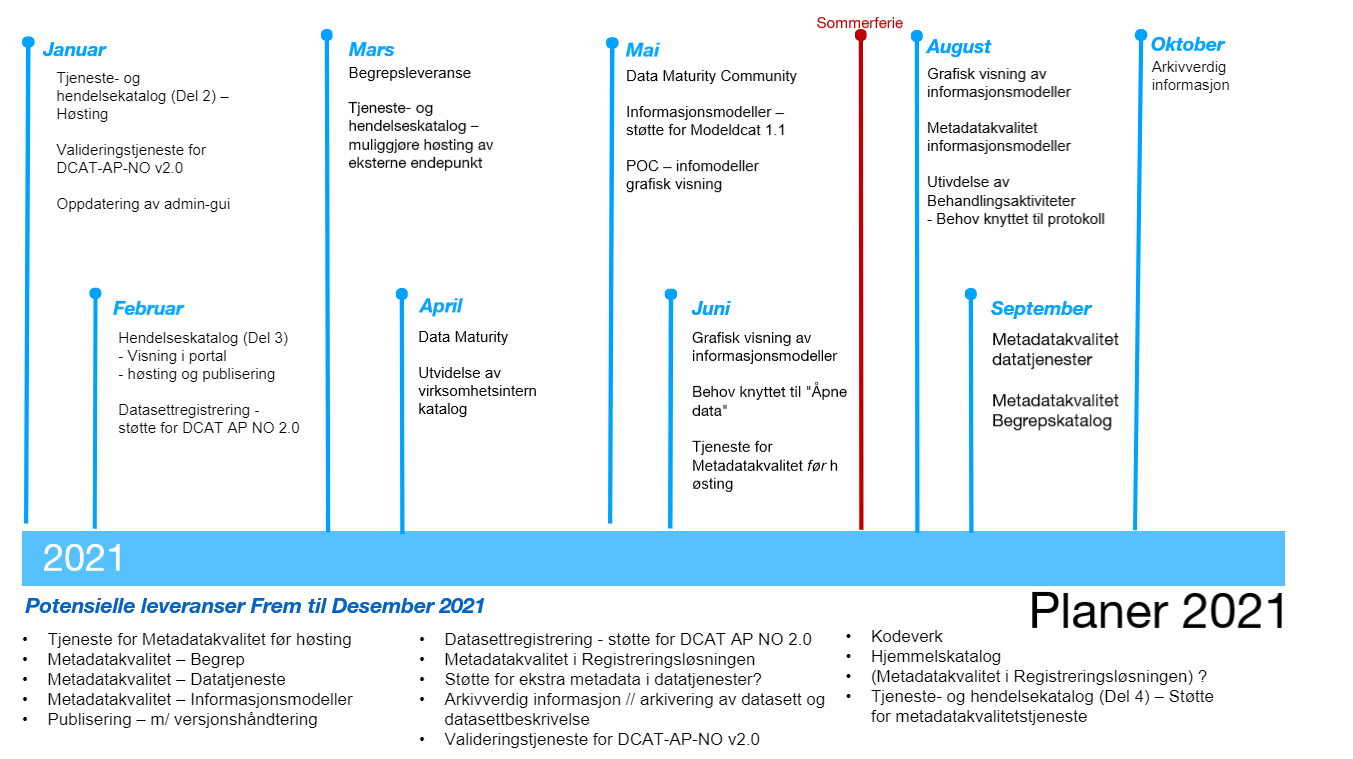 Sommerferie
Januar
Tjeneste- og
hendelsekatalog (Del 2) –
Høsting
Valideringstjeneste for
DCAT-AP-NO v2.0
Oppdatering av admin-gui
Mars
Begrepsleveranse
Tjeneste- og
hendelseskatalog –
muliggjøre høsting av
eksterne endepunkt
Mai
Data Maturity Community
Informasjonsmodeller –
støtte for Modeldcat 1.1
POC – infomodeller
grafisk visning
August
Grafisk visning av
informasjonsmodeller
Metadatakvalitet
informasjonsmodeller
Utivdelse av
Behandlingsaktiviteter
- Behov knyttet til protokoll
Oktober
Arkivverdig
informasjon
Februar
Hendelseskatalog (Del 3)
- Visning i portal
- høsting og publisering
Datasettregistrering -
støtte for DCAT AP NO 2.0
April
Data Maturity
Utvidelse av
virksomhetsintern
katalog
Juni
Grafisk visning av
informasjonsmodeller
Behov knyttet til "Åpne
data"
Tjeneste for
Metadatakvalitet før h
østing
September
Metadatakvalitet
datatjenester
Metadatakvalitet
Begrepskatalog
2021
Planer 2021
Potensielle leveranser Frem til Desember 2021
• Tjeneste for Metadatakvalitet før høsting
• Metadatakvalitet – Begrep
• Metadatakvalitet – Datatjeneste
• Metadatakvalitet – Informasjonsmodeller
• Publisering – m/ versjonshåndtering
• Datasettregistrering - støtte for DCAT AP NO 2.0
• Metadatakvalitet i Registreringsløsningen
• Støtte for ekstra metadata i datatjenester?
• Arkivverdig informasjon // arkivering av datasett og
datasettbeskrivelse
• Valideringstjeneste for DCAT-AP-NO v2.0
• Kodeverk
• Hjemmelskatalog
• (Metadatakvalitet i Registreringsløsningen) ?
• Tjeneste- og hendelsekatalog (Del 4) – Støtte
for metadatakvalitetstjeneste